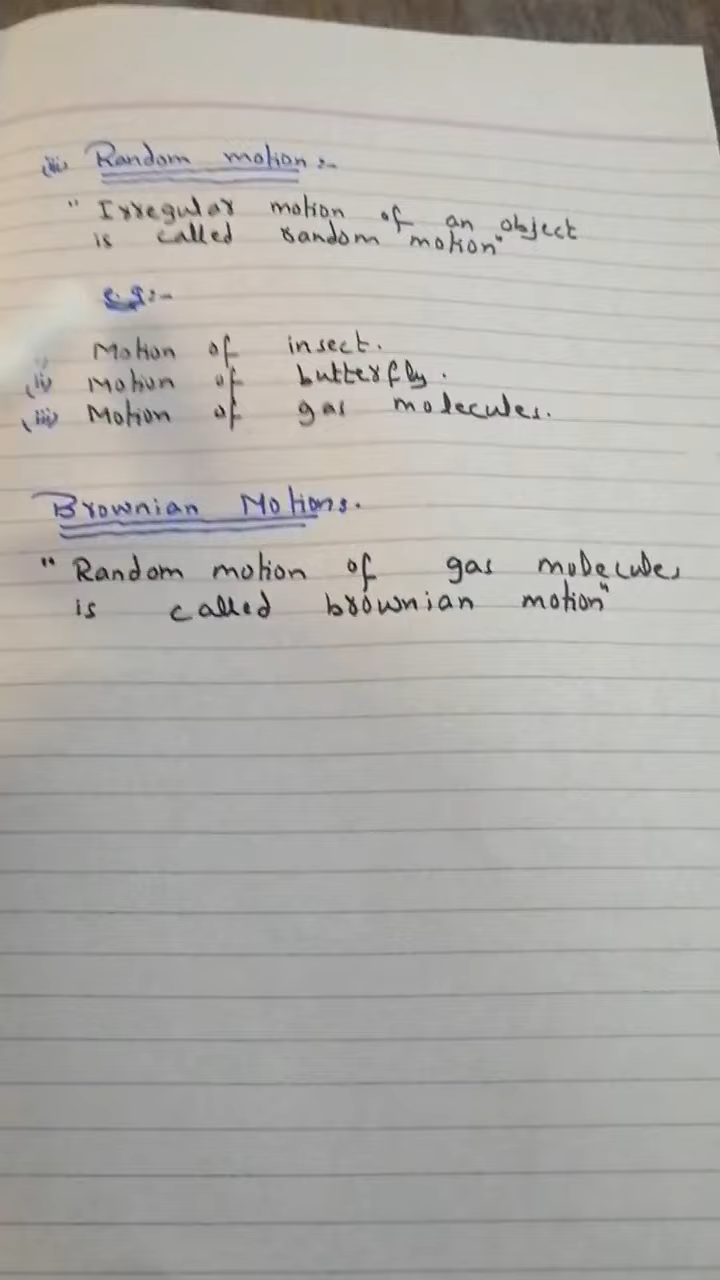 (iii) Random motion:-
" Irregular motion of an object
is called random motion"
e.g:-
(i) Motion of insect.
(ii) Motion of butterfly.
(iii) Motion of gas molecules.
Brownian Motions.
" Random motion of gas molecules
is called brownian motion"